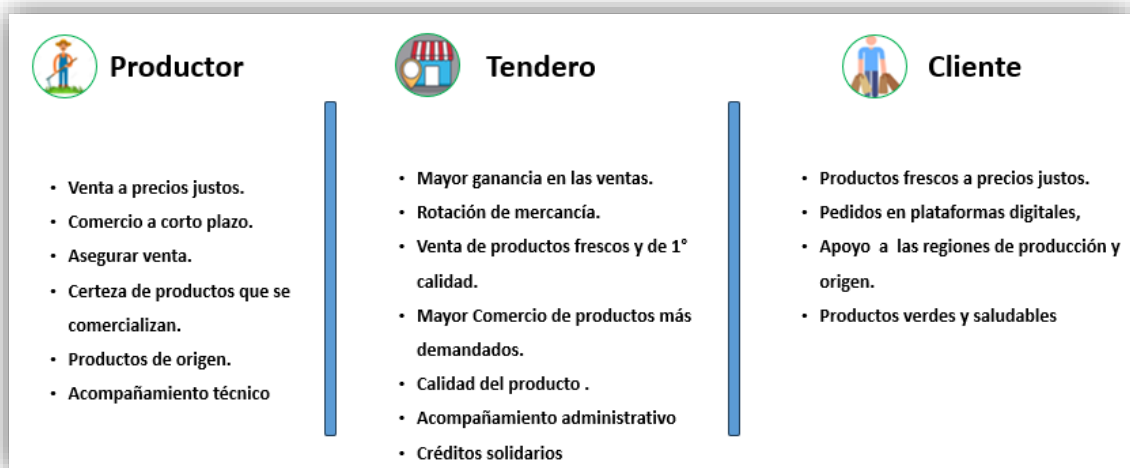 Productor
• Venta a precios justos.
• Comercio a corto plazo.
• Asegurar venta.
• Certeza de productos que se
comercializan.
• Productos de origen.
• Acompañamiento técnico
Tendero
• Mayor ganancia en las ventas.
• Rotación de mercancía.
• Venta de productos frescos y de 1°
calidad.
• Mayor Comercio de productos más
demandados.
• Calidad del producto .
• Acompañamiento administrativo
• Créditos solidarios
Cliente
• Productos frescos a precios justos.
• Pedidos en plataformas digitales,
• Apoyo a las regiones de producción y
origen.
• Productos verdes y saludables